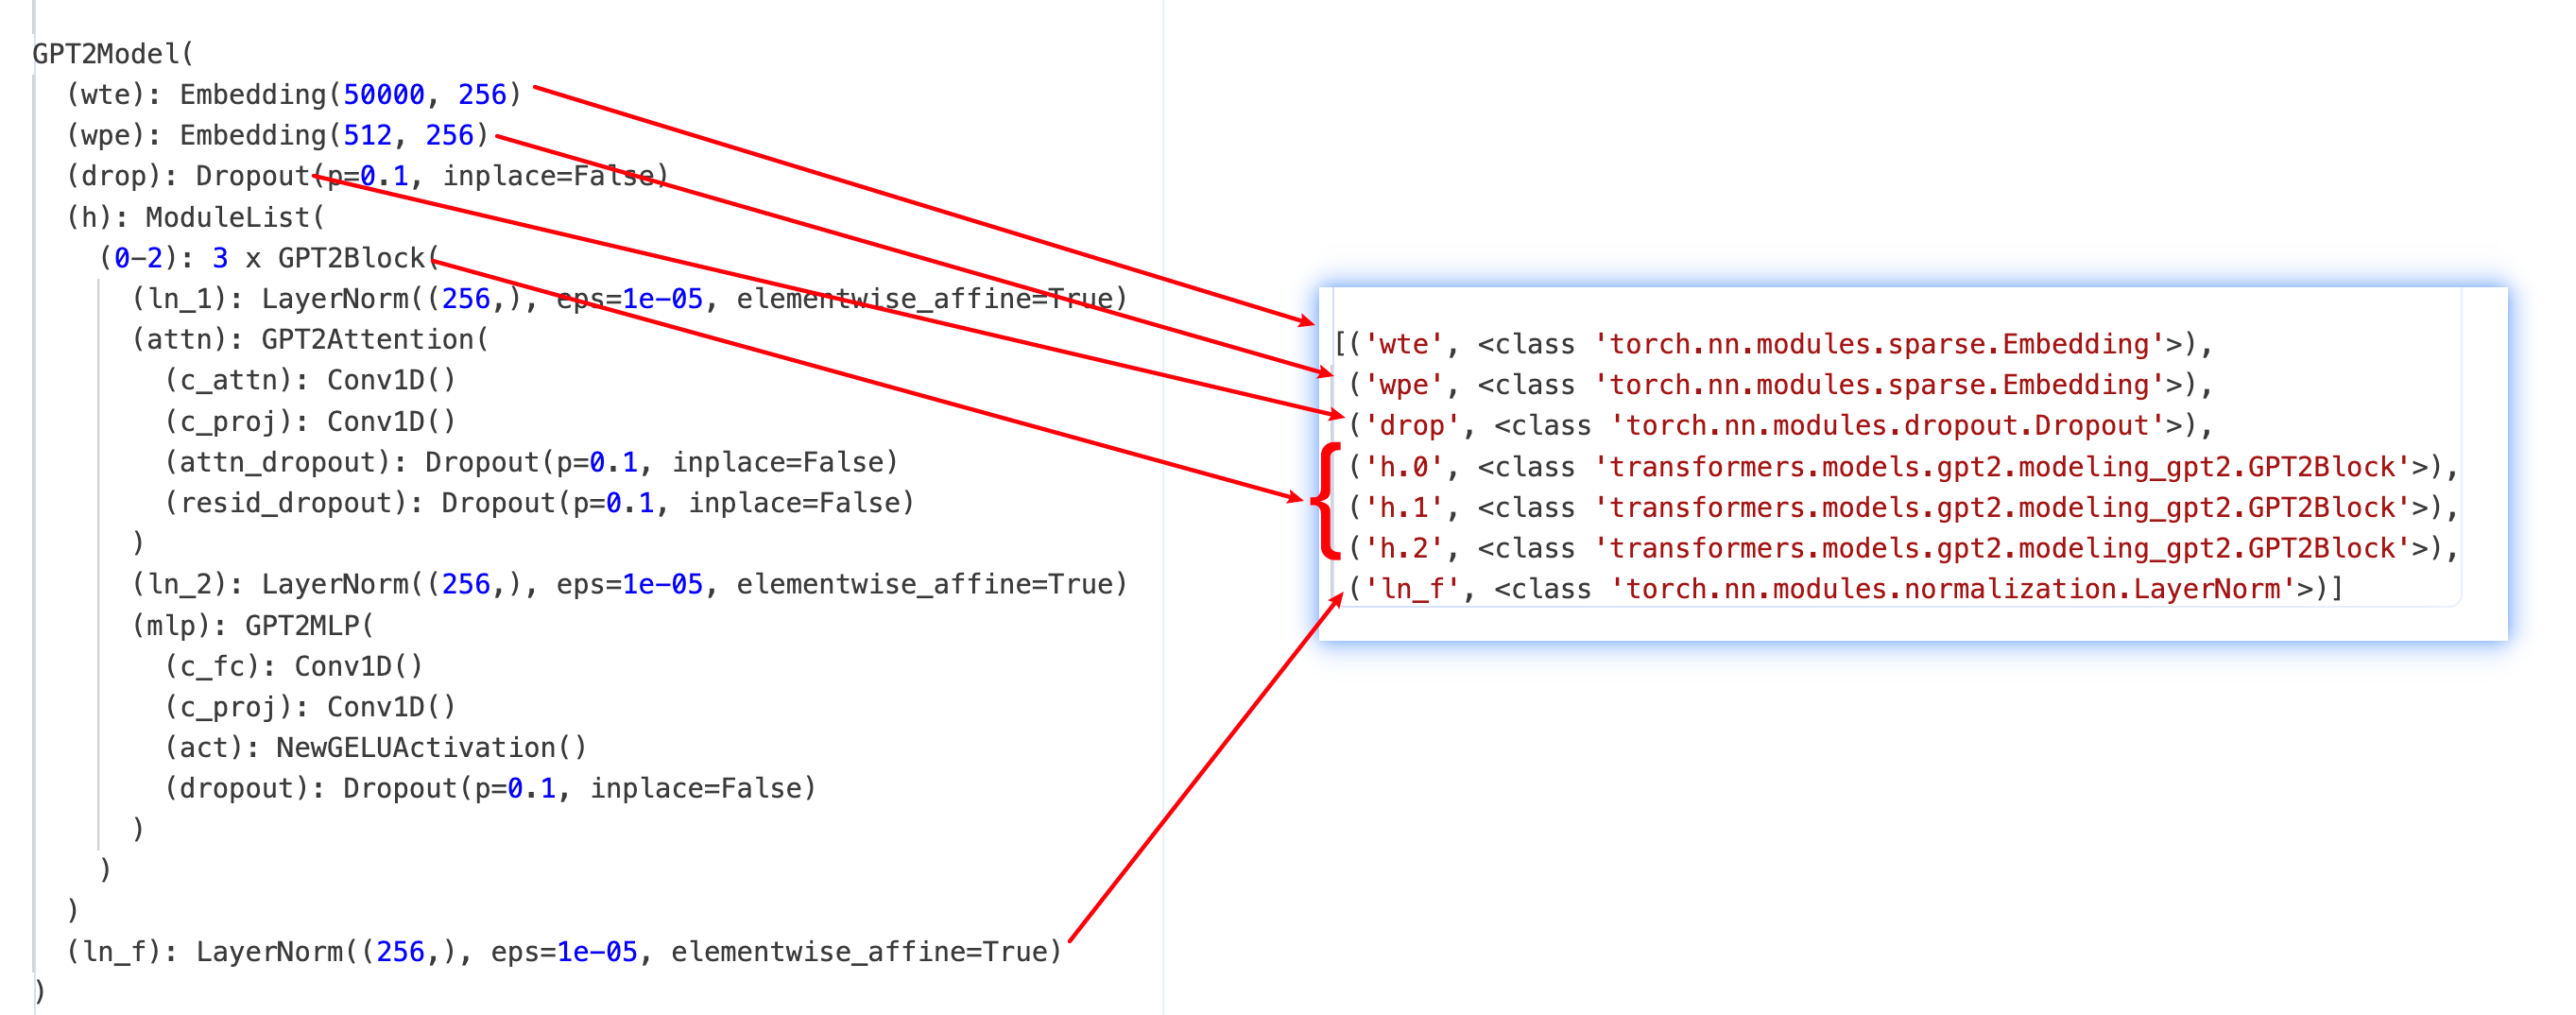 GPT2Model(
(wte): Embedding(50000, 256)
(wpe): Embedding(512, 256)
(drop): Dropout(p=0.1, inplace=False)
(h): ModuleList(
(0-2): 3 x GPT2Block(
(ln_1): LayerNorm((256,), eps=1e-05, elementwise_affine=True)
(attn): GPT2Attention(
(c_attn): Conv1D()
(c_proj): Conv1D()
(attn_dropout): Dropout(p=0.1, inplace=False)
(resid_dropout): Dropout(p=0.1, inplace=False)
)
(ln_2): LayerNorm((256,), eps=1e-05, elementwise_affine=True)
(mlp): GPT2MLP(
(c_fc): Conv1D()
(c_proj): Conv1D()
(act): NewGELUActivation()
(dropout): Dropout(p=0.1, inplace=False)
)
)
)
(ln_f): LayerNorm((256,), eps=1e-05, elementwise_affine=True)
)
[('wte', <class 'torch.nn.modules.sparse.Embedding'>),
('wpe', <class 'torch.nn.modules.sparse.Embedding'>),
('drop', <class 'torch.nn.modules.dropout.Dropout'>),
('h.0', <class 'transformers.models.gpt2.modeling_gpt2.GPT2Block'>),
('h.1', <class 'transformers.models.gpt2.modeling_gpt2.GPT2Block'>),
('h.2', <class 'transformers.models.gpt2.modeling_gpt2.GPT2Block'>),
('ln_f', <class 'torch.nn.modules.normalization.LayerNorm'>)]